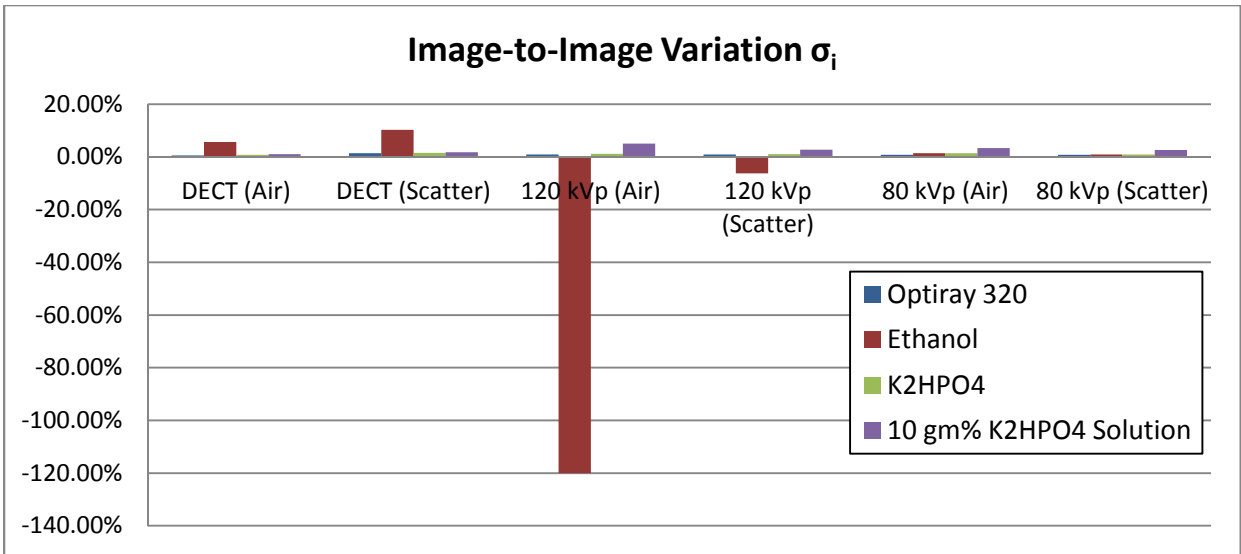 Image-to-Image Variation σi
20.00%
0.00%
-20.00%
-40.00%
-60.00%
-80.00%
-100.00%
-120.00%
-140.00%
DECT (Air)
DECT (Scatter)
120 kVp (Air)
120 kVp
(Scatter)
80 kVp (Air)
80 kVp (Scatter)
Optiray 320
Ethanol
K2HPO4
10 gm% K2HPO4 Solution